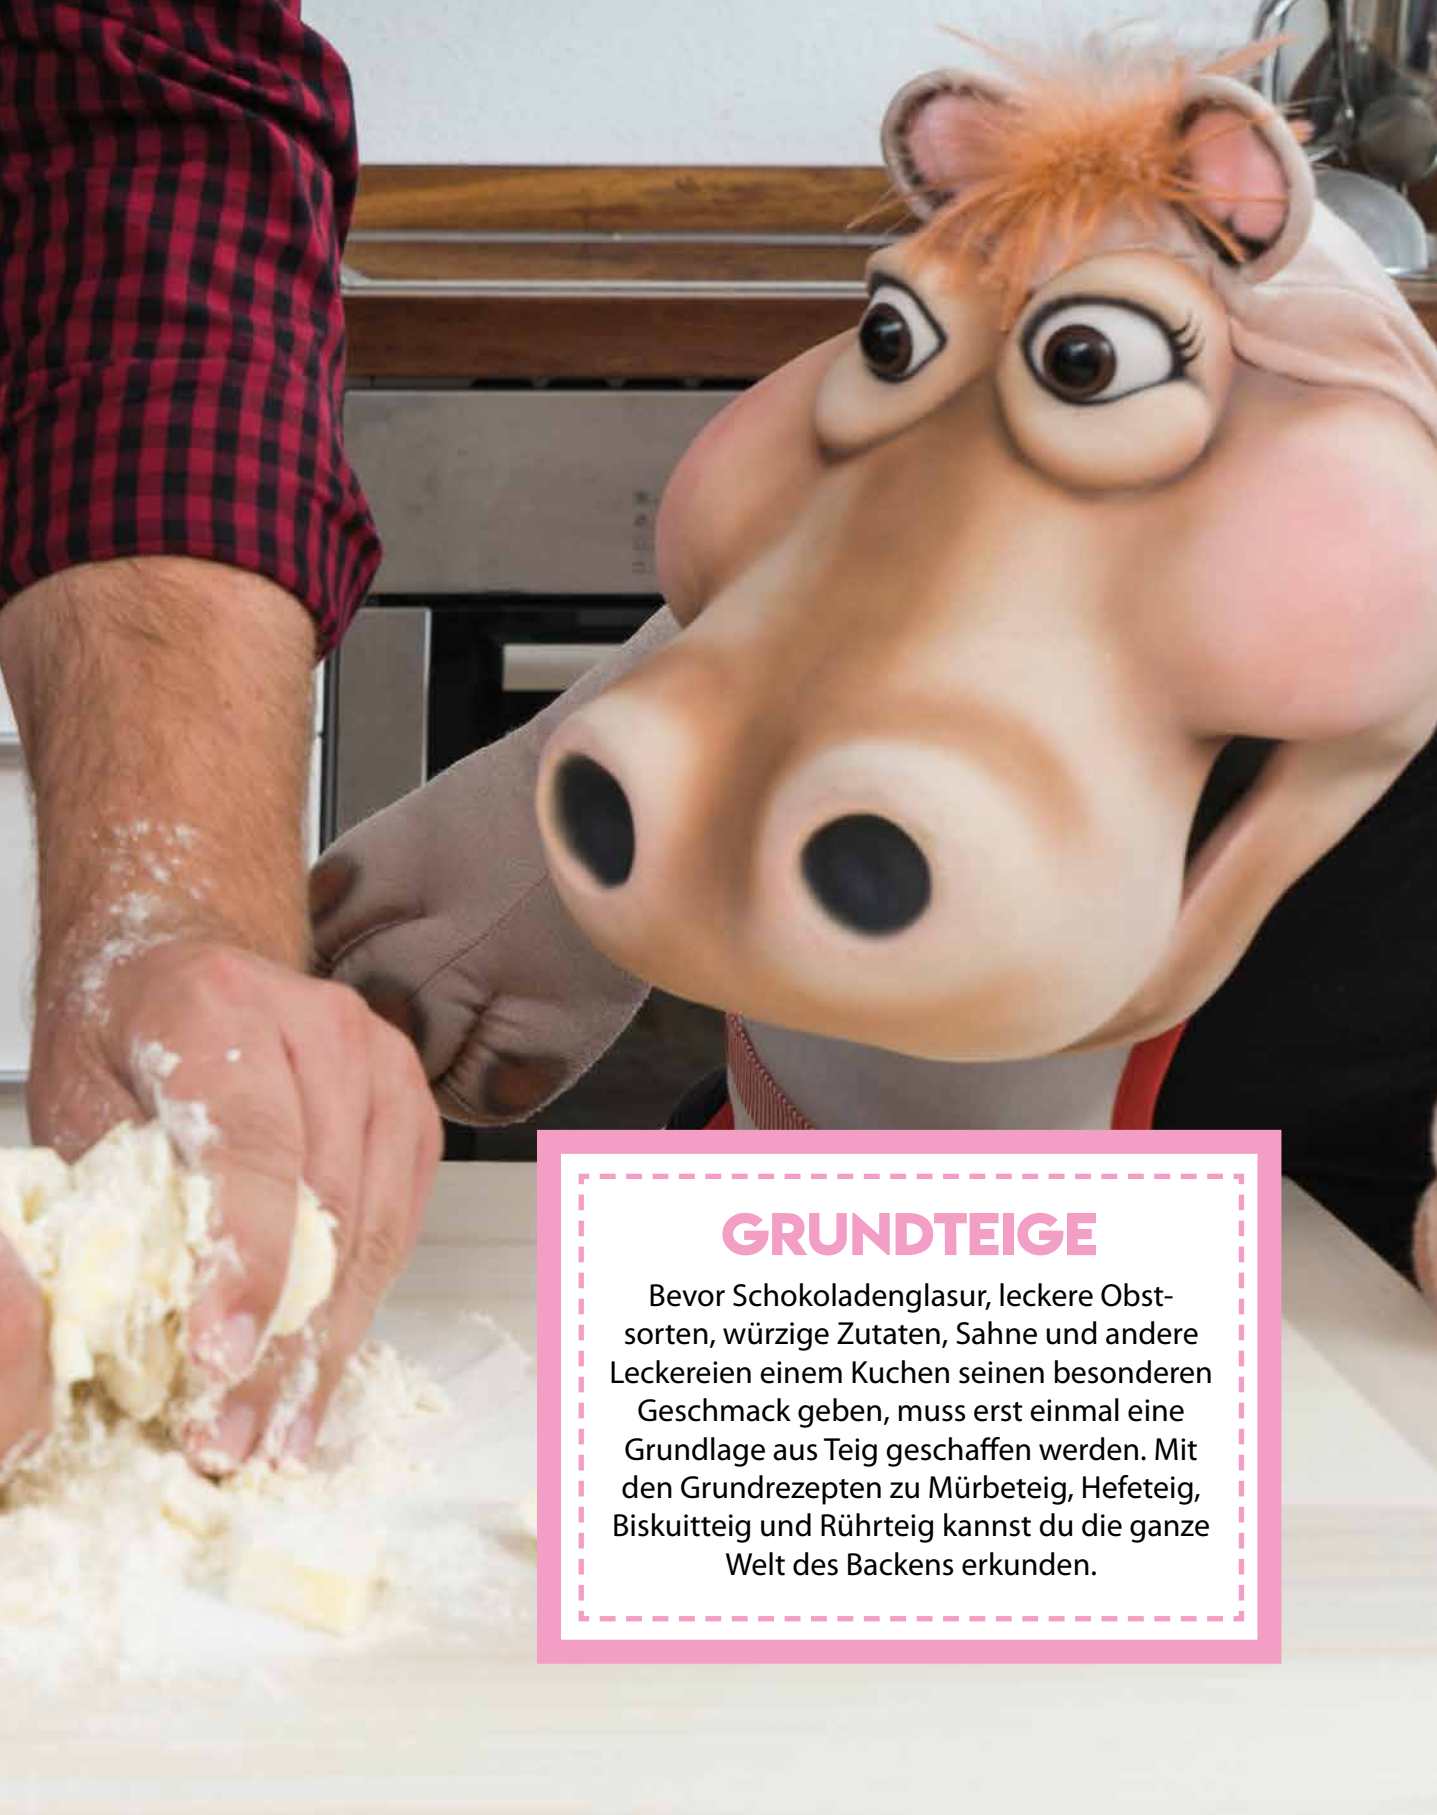 GRUNDTEIGE
Bevor Schokoladenglasur, leckere Obst-
sorten, würzige Zutaten, Sahne und andere
Leckereien einem Kuchen seinen besonderen
Geschmack geben, muss erst einmal eine
Grundlage aus Teig geschaffen werden. Mit
den Grundrezepten zu Mürbeteig, Hefeteig,
Biskuitteig und Rührteig kannst du die ganze
Welt des Backens erkunden.